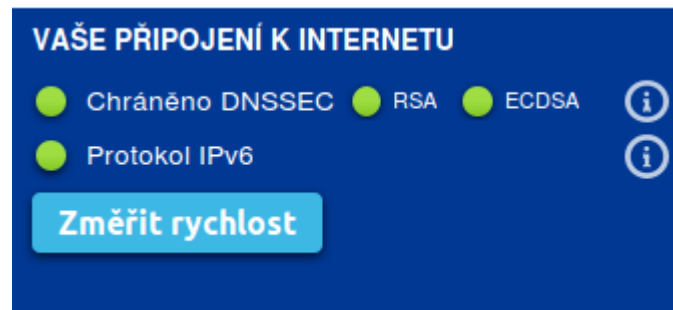 VAŠE PŘIPOJENÍ K INTERNETU
Chráněno DNSSEC RSA ECDSA
Protokol IPv6
Změřit rychlost